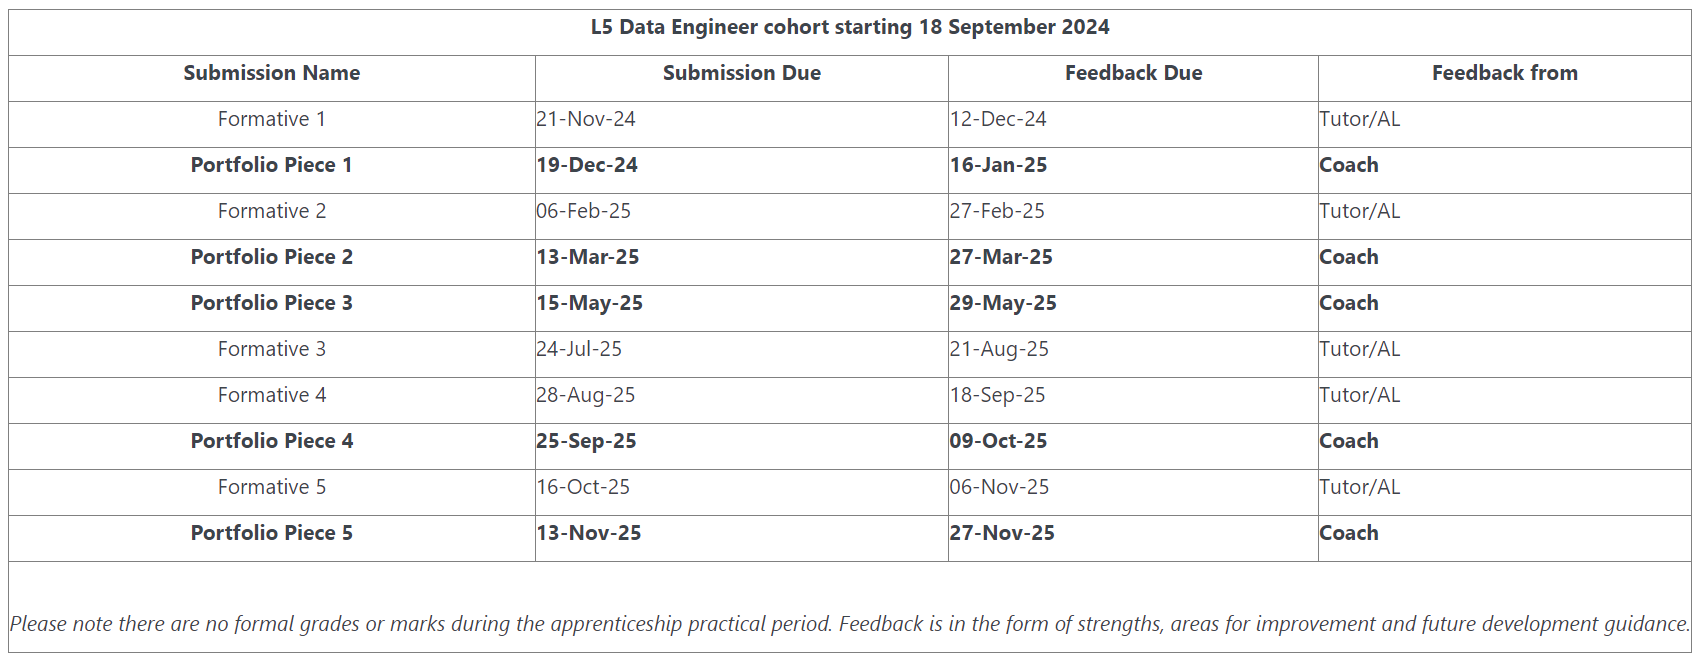 L5 Data Engineer cohort starting 18 September 2024
Submission Name Submission Due Feedback Due Feedback from
Formative 1 21-Nov-24 12-Dec-24 Tutor/AL
Portfolio Piece 1 19-Dec-24 16-Jan-25 Coach
Formative 2 06-Feb-25 27-Feb-25 Tutor/AL
Portfolio Piece 2 13-Mar-25 27-Mar-25 Coach
Portfolio Piece 3 15-May-25 29-May-25 Coach
Formative 3 24-Jul-25 21-Aug-25 Tutor/AL
Formative 4 28-Aug-25 18-Sep-25 Tutor/AL
Portfolio Piece 4 25-Sep-25 09-Oct-25 Coach
Formative 5 16-Oct-25 06-Nov-25 Tutor/AL
Portfolio Piece 5 13-Nov-25 27-Nov-25 Coach
Please note there are no formal grades or marks during the apprenticeship practical period. Feedback is in the form of strengths, areas for improvement and future development guidance.